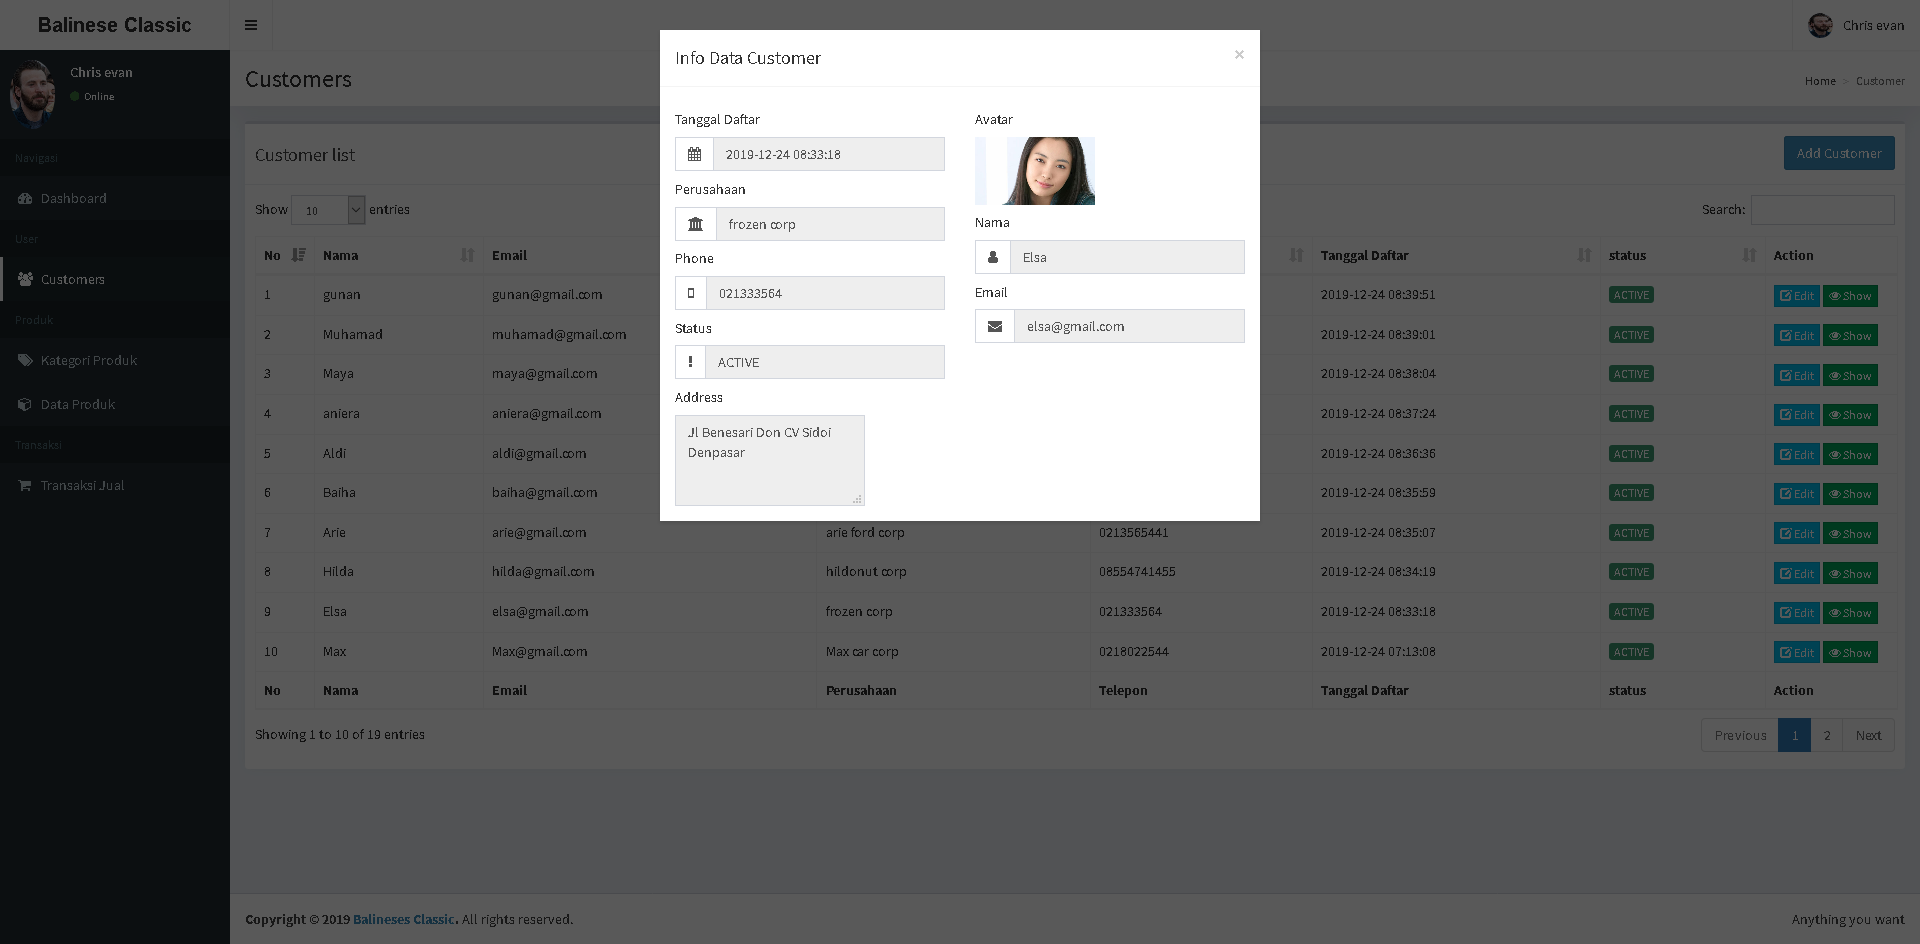 Balinese Classic
Chris evan
Chris evan
Online
Navigasi
Dashboard
User
Customers
Produk
Kategori Produk
Data Produk
Transaksi
Transaksi Jual
Customers
Home > Customer
Customer list
Add Customer
Show 10 entries
Search:
No Nama Email Tanggal Daftar status Action
1 gunan gunan@gmail.com 2019-12-24 08:39:51 ACTIVE Edit Show
2 Muhamad muhamad@gmail.com 2019-12-24 08:39:01 ACTIVE Edit Show
3 Maya maya@gmail.com 2019-12-24 08:38:04 ACTIVE Edit Show
4 aniera aniera@gmail.com 2019-12-24 08:37:24 ACTIVE Edit Show
5 Aldi aldi@gmail.com 2019-12-24 08:36:36 ACTIVE Edit Show
6 Baiha baiha@gmail.com 2019-12-24 08:35:59 ACTIVE Edit Show
7 Arie arie@gmail.com arie ford corp 0213565441 2019-12-24 08:35:07 ACTIVE Edit Show
8 Hilda hilda@gmail.com hildonut corp 08554741455 2019-12-24 08:34:19 ACTIVE Edit Show
9 Elsa elsa@gmail.com frozen corp 021333564 2019-12-24 08:33:18 ACTIVE Edit Show
10 Max Max@gmail.com Max car corp 0218022544 2019-12-24 07:13:08 ACTIVE Edit Show
No Nama Email Perusahaan Telepon Tanggal Daftar status Action
Showing 1 to 10 of 19 entries
Previous 1 2 Next
Info Data Customer ×
Tanggal Daftar
2019-12-24 08:33:18
Perusahaan
frozen corp
Phone
021333564
Status
ACTIVE
Address
Jl Benesari Don CV Sidoi
Denpasar
Avatar
Nama
Elsa
Email
elsa@gmail.com
Copyright © 2019 Balineses Classic. All rights reserved.
Anything you want